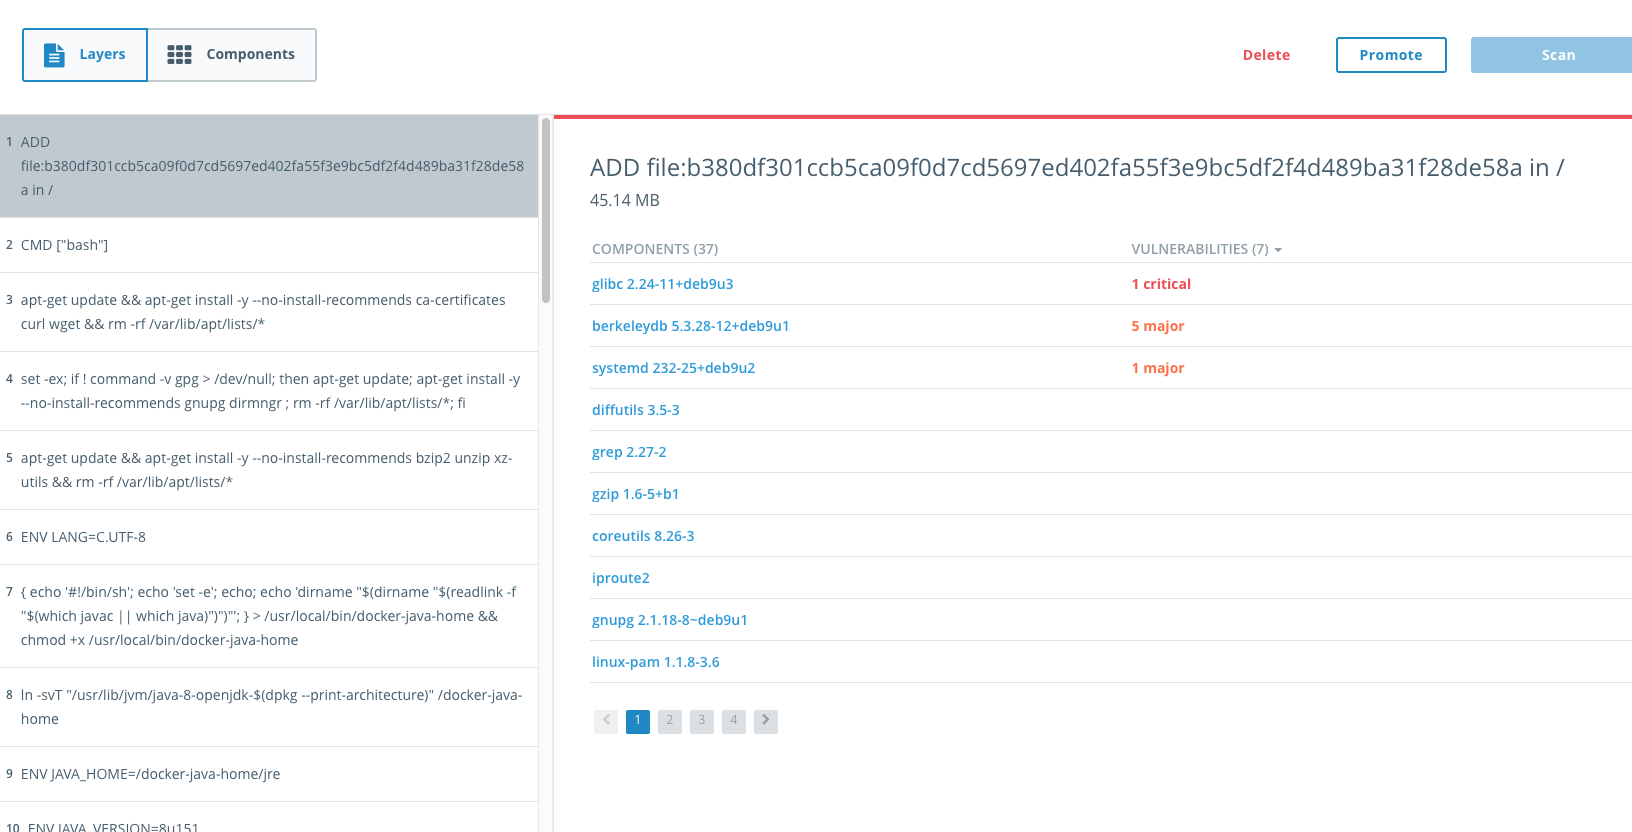 Layers
Components
Delete
Promote
Scan
1 ADD
file:b380df301ccb5ca09f0d7cd5697ed402fa55f3e9bc5df2f4d489ba31f28de58
a in /
2 CMD ["bash"]
3 apt-get update && apt-get install -y --no-install-recommends ca-certificates
curl wget && rm -rf /var/lib/apt/lists/*
4 set -ex; if ! command -v gpg > /dev/null; then apt-get update; apt-get install -y
--no-install-recommends gnupg dirmngr ; rm -rf /var/lib/apt/lists/*; fi
5 apt-get update && apt-get install -y --no-install-recommends bzip2 unzip xz-
utils && rm -rf /var/lib/apt/lists/*
6 ENV LANG=C.UTF-8
7 { echo '#!/bin/sh'; echo 'set -e'; echo; echo 'dirname "$(dirname "$(readlink -f
"$(which javac || which java)")")"'; } > /usr/local/bin/docker-java-home &&
chmod +x /usr/local/bin/docker-java-home
8 ln -svT "/usr/lib/jvm/java-8-openjdk-$(dpkg --print-architecture)" /docker-java-
home
9 ENV JAVA_HOME=/docker-java-home/jre
10 ENV JAVA_VERSION=8u151
ADD file:b380df301ccb5ca09f0d7cd5697ed402fa55f3e9bc5df2f4d489ba31f28de58a in /
45.14 MB
COMPONENTS (37) VULNERABILITIES (7)
glibc 2.24-11+deb9u3 1 critical
berkeleydb 5.3.28-12+deb9u1 5 major
systemd 232-25+deb9u2 1 major
diffutils 3.5-3
grep 2.27-2
gzip 1.6-5+b1
coreutils 8.26-3
iproute2
gnupg 2.1.18-8~deb9u1
linux-pam 1.1.8-3.6
1 2 3 4